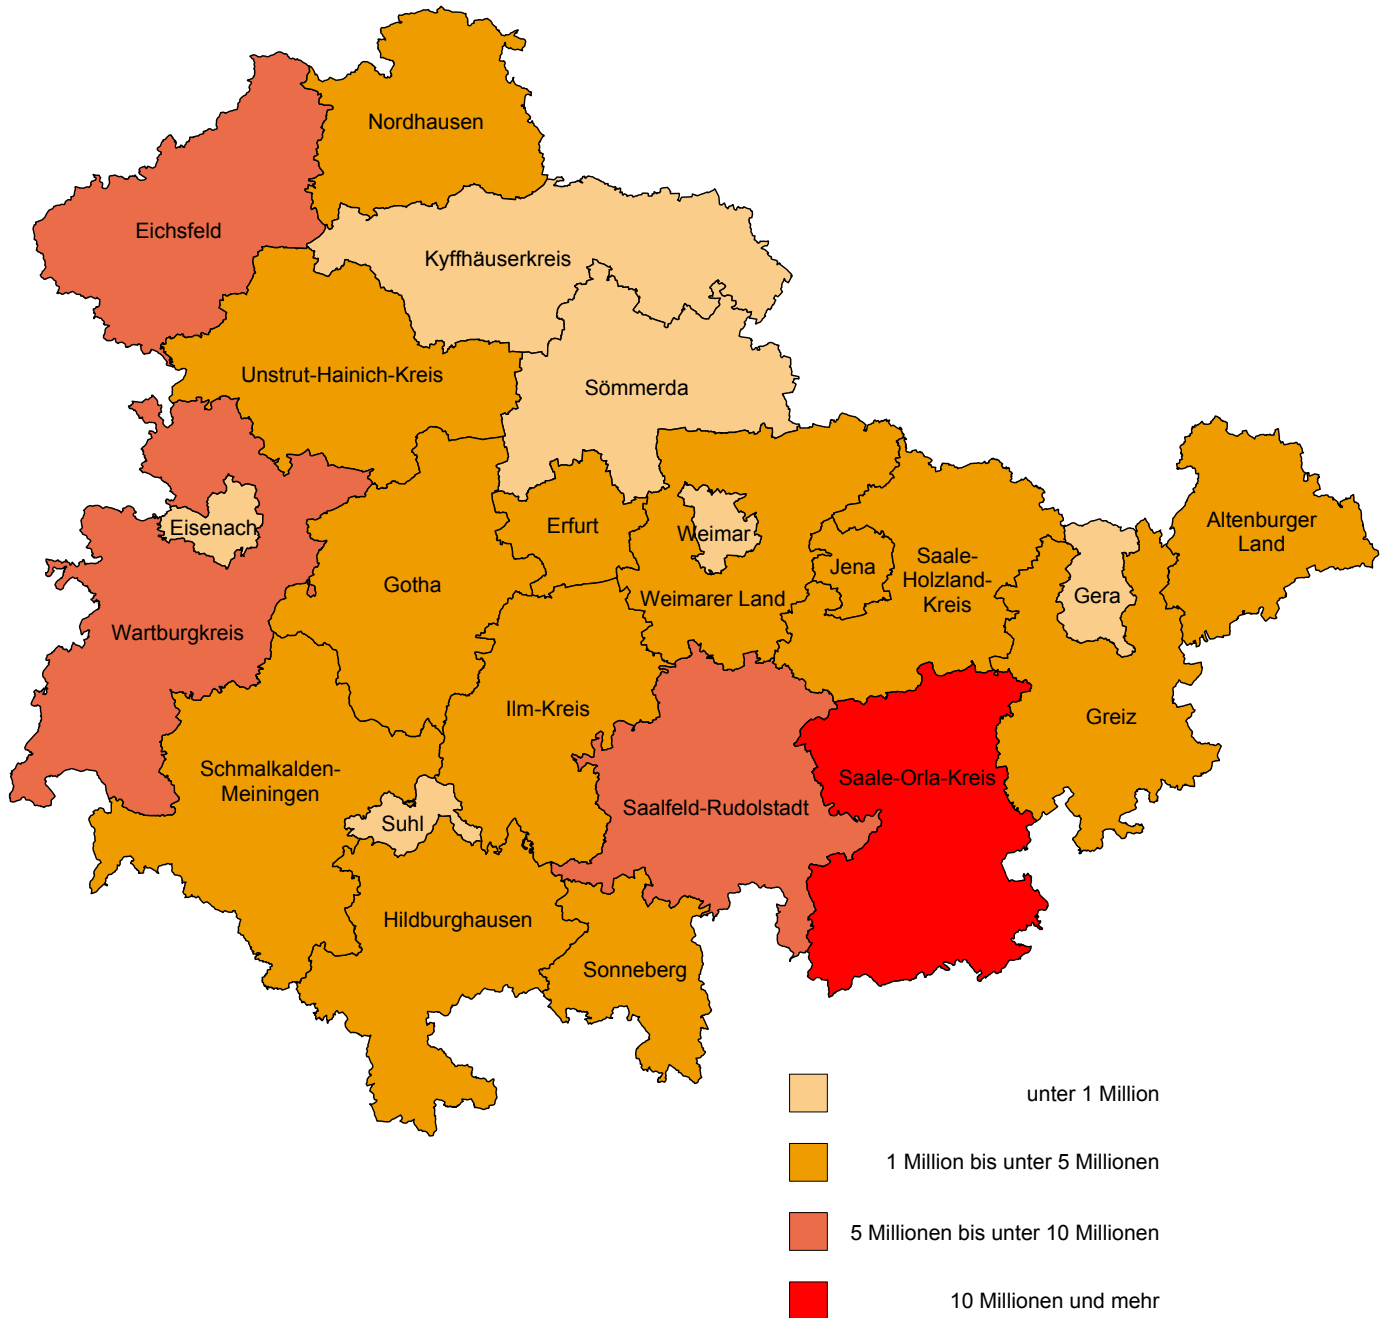 Nordhausen
Eichsfeld
Kyffhäuserkreis
Unstrut-Hainich-Kreis
Sömmerda
Eisenach
Erfurt
Weimar
Altenburger
Land
Gotha
Jena
Saale-
Holzland-
Kreis
Weimarer Land
Gera
Wartburgkreis
Ilm-Kreis
Greiz
Schmalkalden-
Meiningen
Saale-Orla-Kreis
Saalfeld-Rudolstadt
Suhl
Hildburghausen
Sonneberg
unter 1 Million
1 Million bis unter 5 Millionen
5 Millionen bis unter 10 Millionen
10 Millionen und mehr